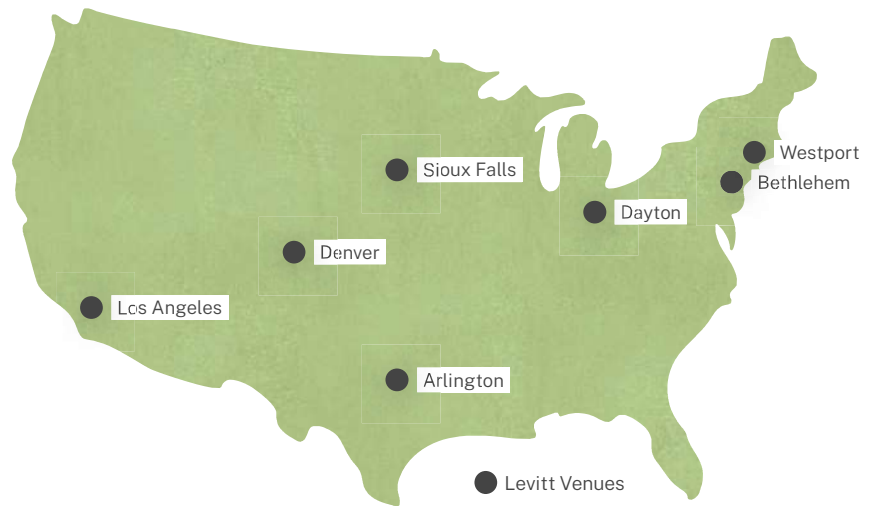 Westport
Sioux Falls
Bethlehem
Dayton
Denver
Los Angeles
Arlington
Levitt Venues